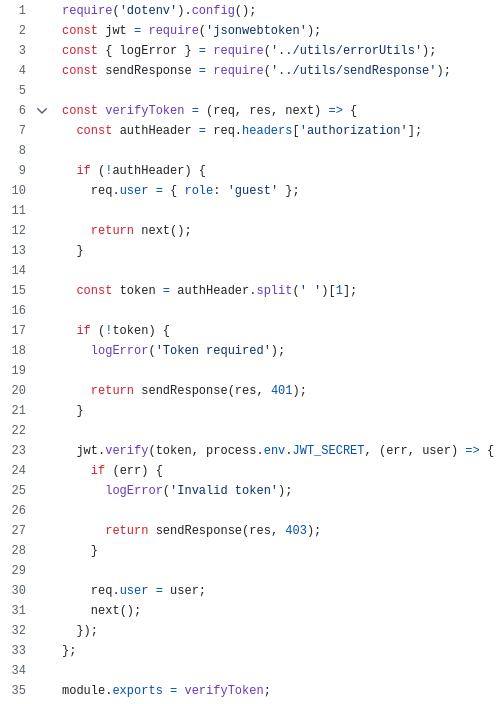 1 require('dotenv').config();
2 const jwt = require('jsonwebtoken');
3 const { logError } = require('../utils/errorUtils');
4 const sendResponse = require('../utils/sendResponse');
5
6 const verifyToken = (req, res, next) => {
7   const authHeader = req.headers['authorization'];
8
9   if (!authHeader) {
10     req.user = { role: 'guest' };
11
12     return next();
13   }
14
15   const token = authHeader.split(' ')[1];
16
17   if (!token) {
18     logError('Token required');
19
20     return sendResponse(res, 401);
21   }
22
23   jwt.verify(token, process.env.JWT_SECRET, (err, user) => {
24     if (err) {
25       logError('Invalid token');
26
27       return sendResponse(res, 403);
28     }
29
30     req.user = user;
31     next();
32   });
33 };
34
35 module.exports = verifyToken;